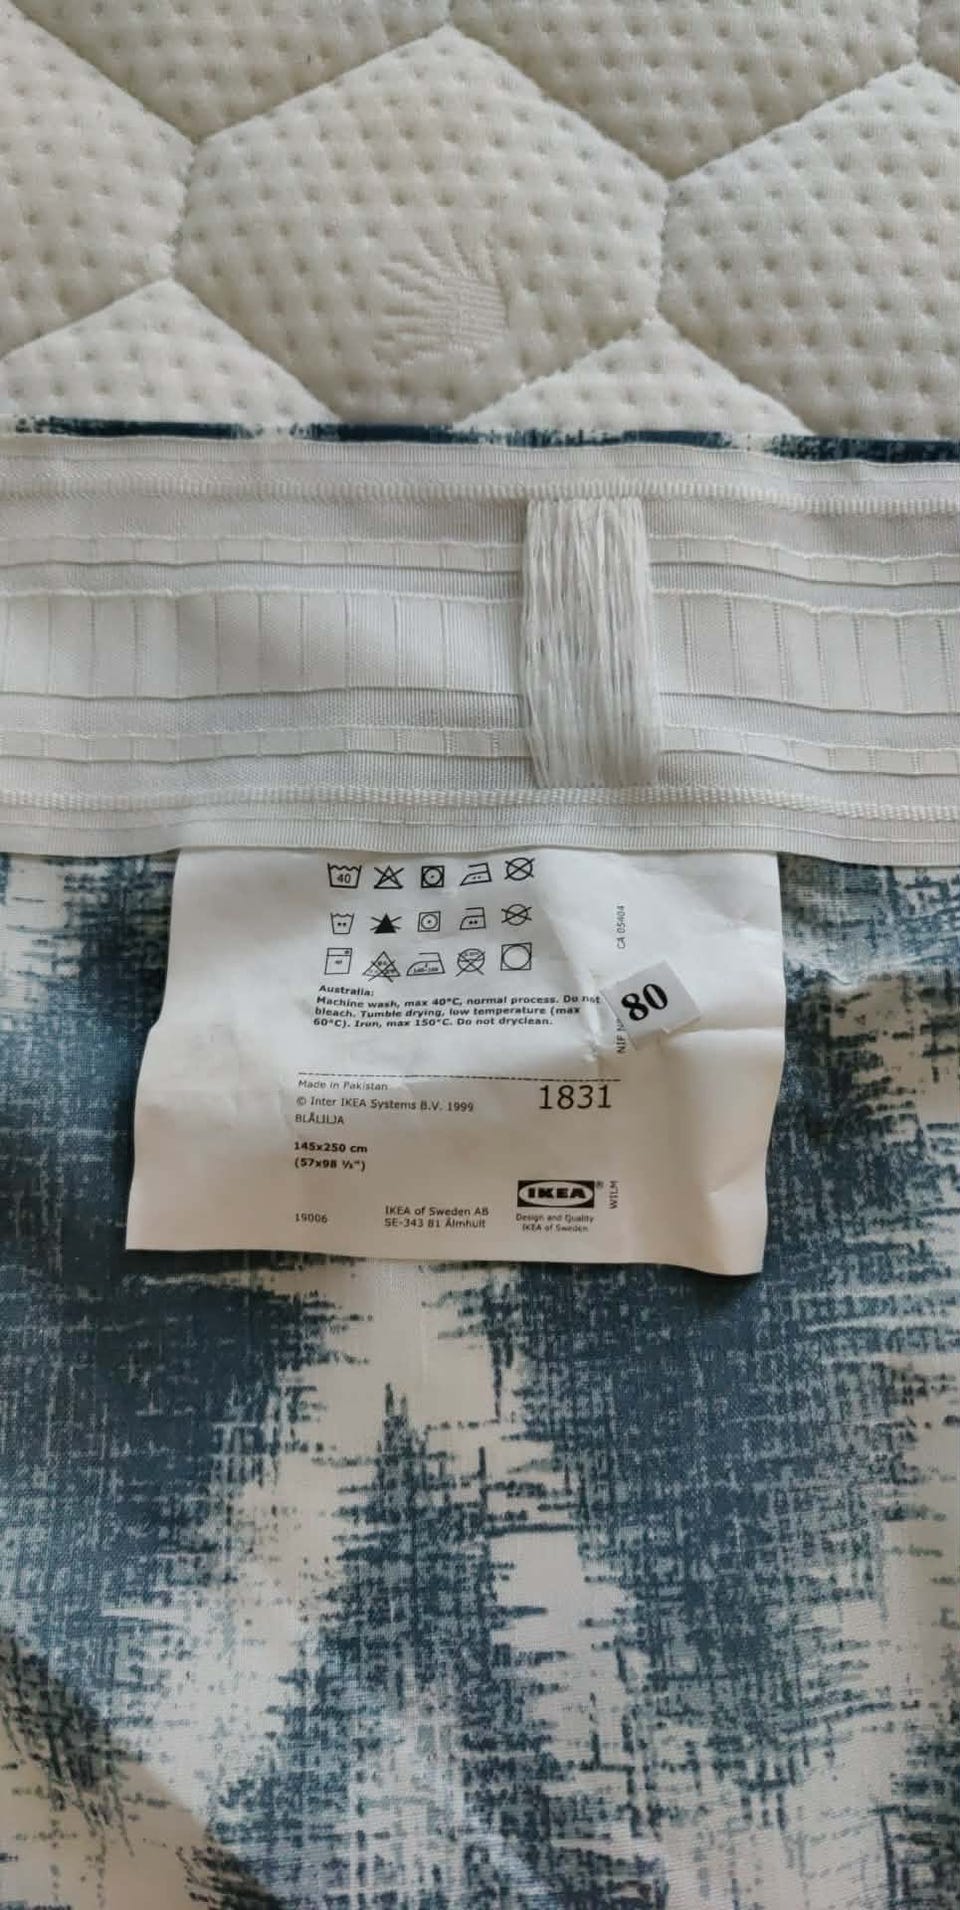 40
Australia:
Machine wash, max 40°C, normal process. Do not
bleach. Tumble drying, low temperature (max
60°C). Iron, max 150°C. Do not dryclean.
CA 05404
NIF
80
Made in Pakistan
© Inter IKEA Systems B.V. 1999
BLÅLILJA
1831
145x250 cm
(57x98 ½")
19006
IKEA of Sweden AB
SE-343 81 Älmhult
IKEA®
Design and Quality
IKEA of Sweden
WILM